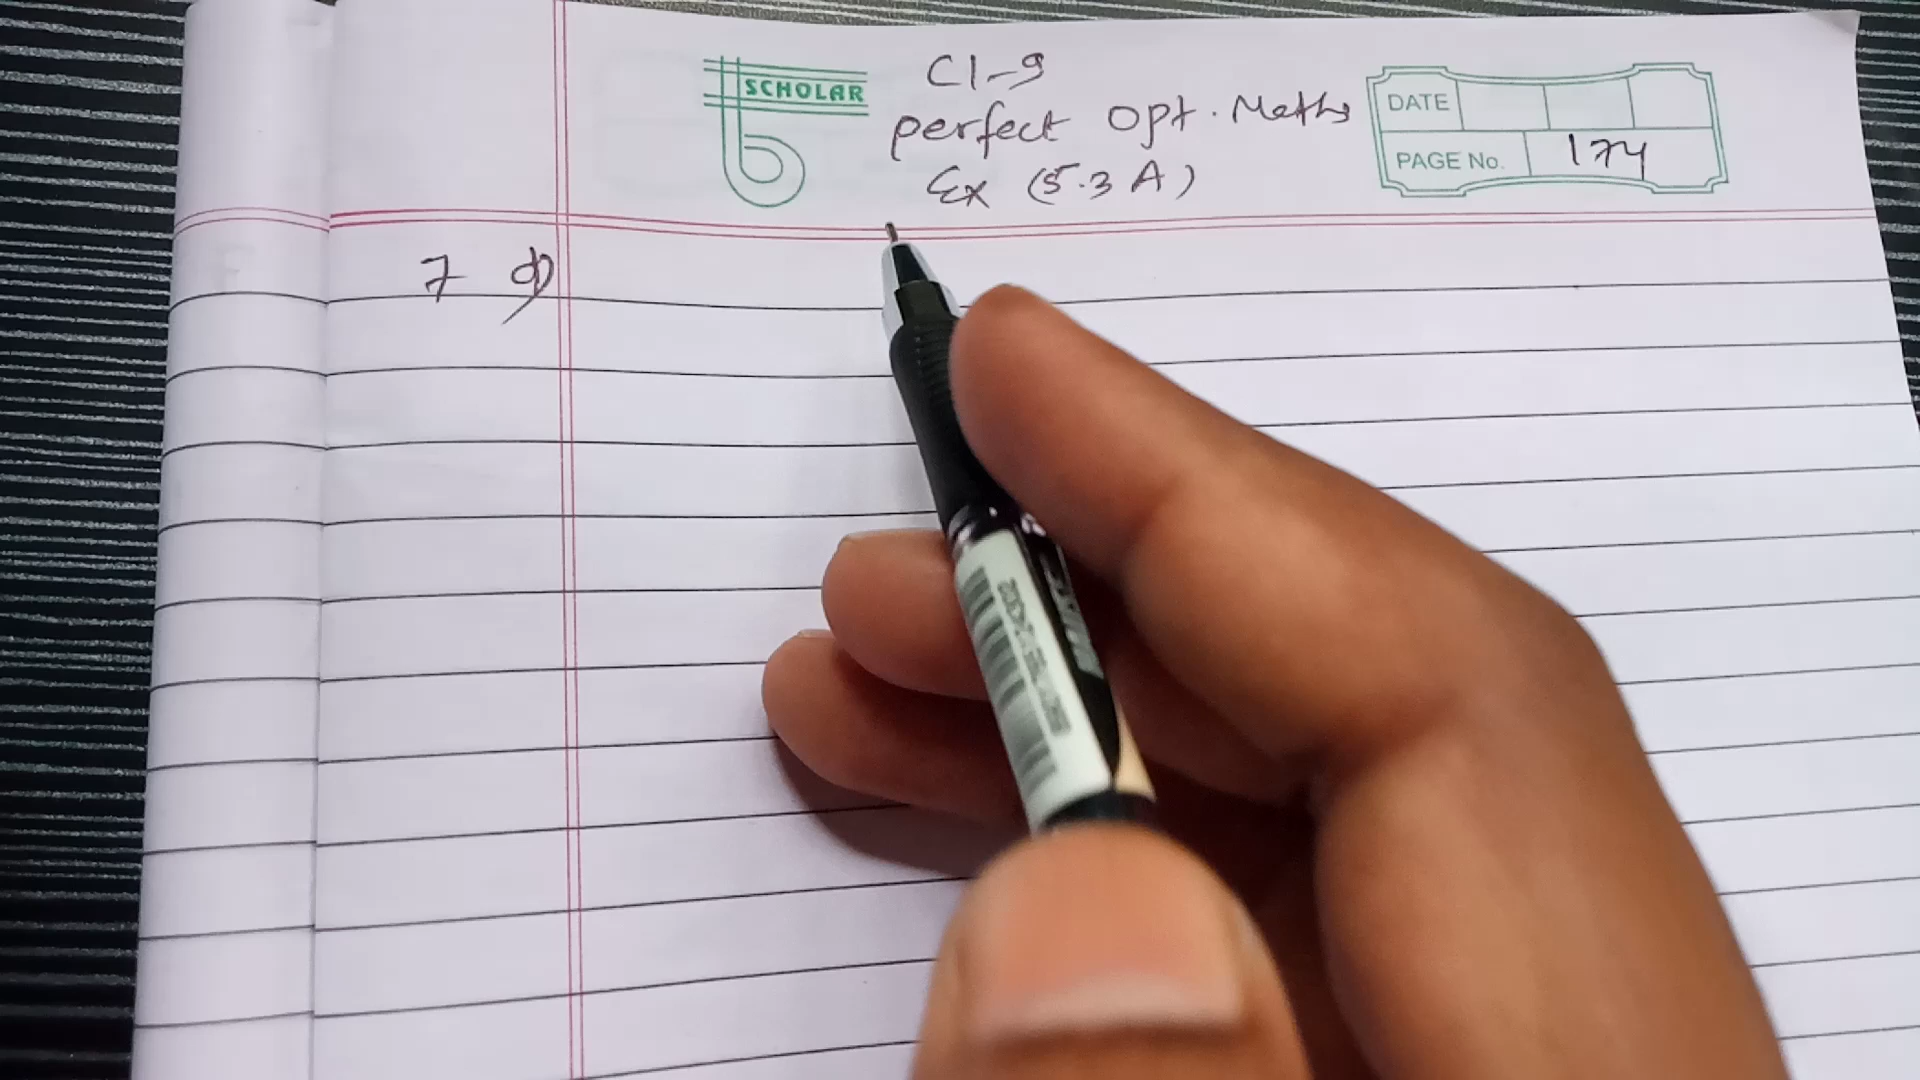 SCHOLAR
Cl-9
perfect Opt. Maths
Ex (5.3 A)
DATE
PAGE No. 174
7 क)